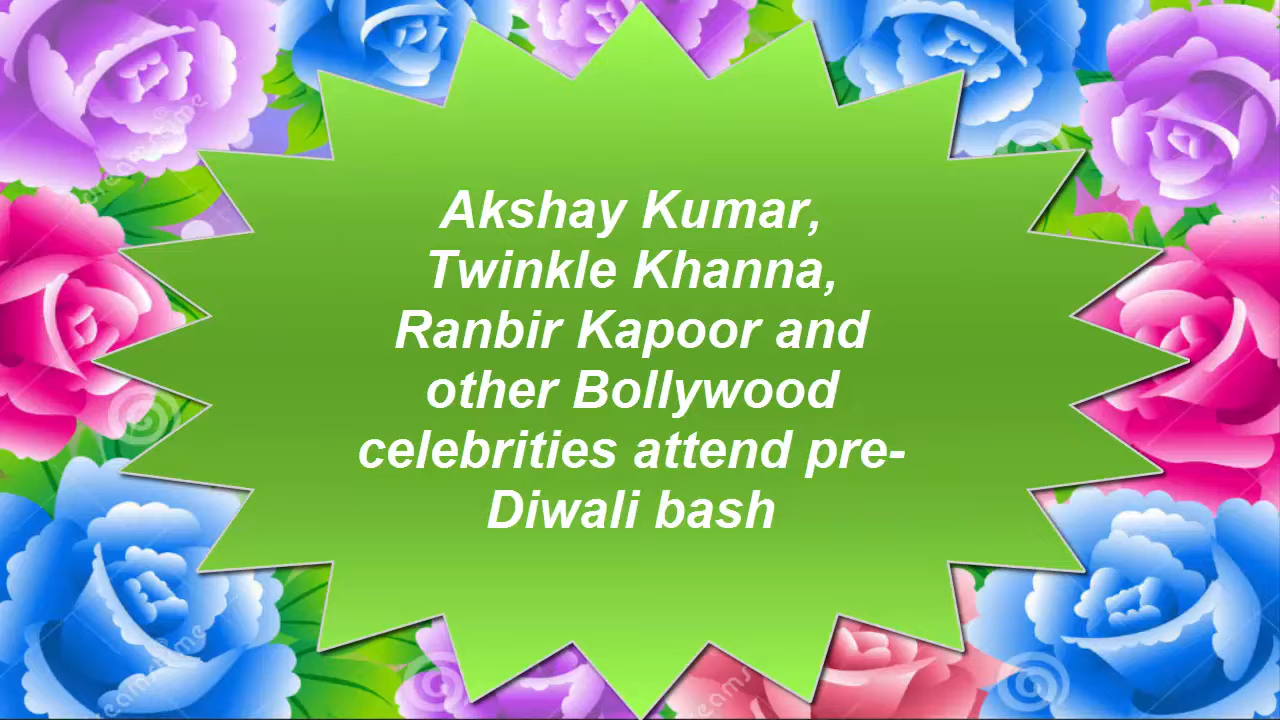 Akshay Kumar,
Twinkle Khanna,
Ranbir Kapoor and
other Bollywood
celebrities attend pre-
Diwali bash